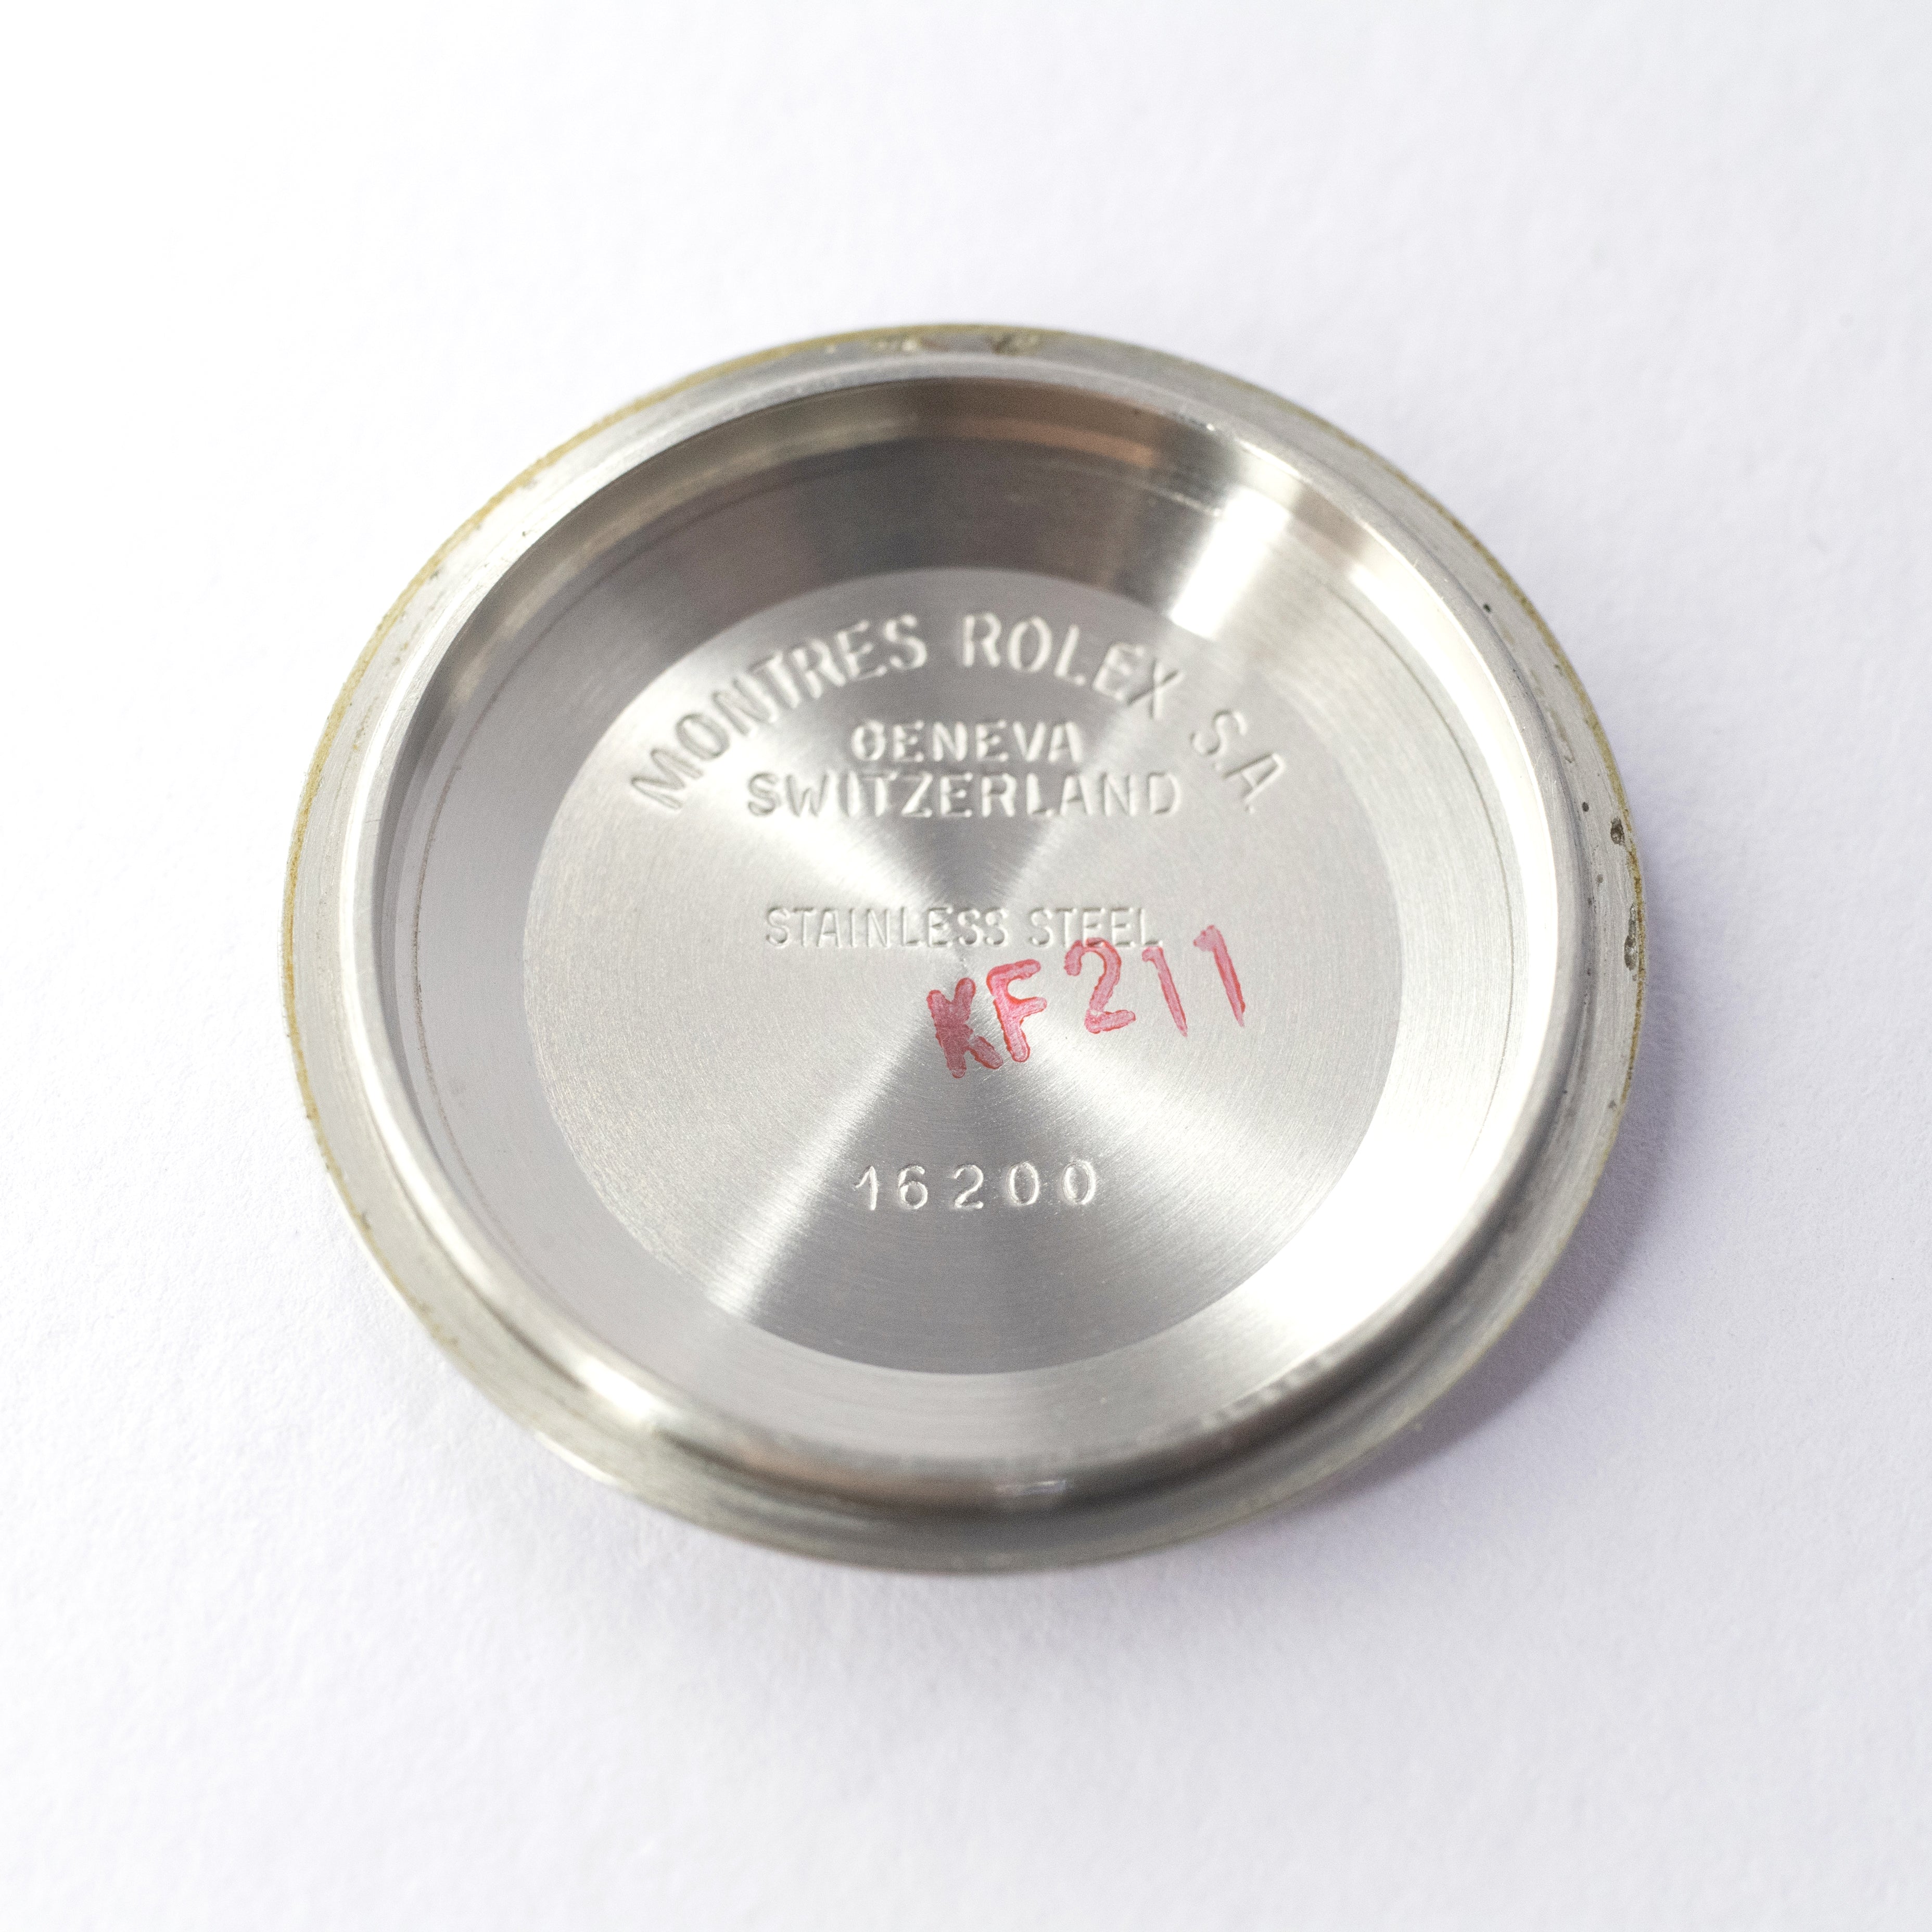 MONTRES ROLEX S.A.
GENEVA
SWITZERLAND
STAINLESS STEEL
KF211
16200